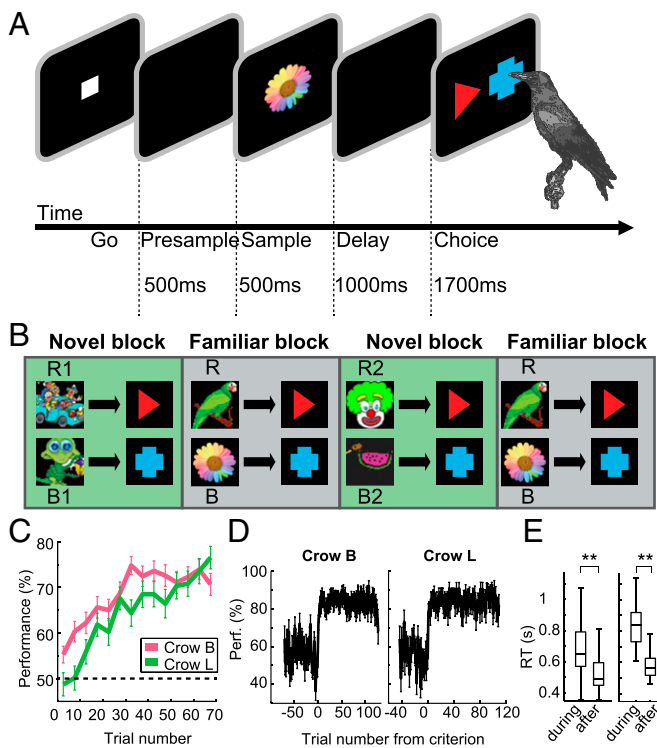 A
Time
Go Presample Sample Delay Choice
500ms 500ms 1000ms 1700ms
B Novel block Familiar block Novel block Familiar block
R1 R R2 R
B1 B B2 B
C
Performance (%)
80
70
60
50
Crow B
Crow L
0 10 20 30 40 50 60 70
Trial number
D
Crow B Crow L
Perf. (%)
100
80
60
40
-50 0 50 100
-40 0 40 80 120
Trial number from criterion
E
** **
RT (s)
1
0.8
0.6
0.4
during after during after